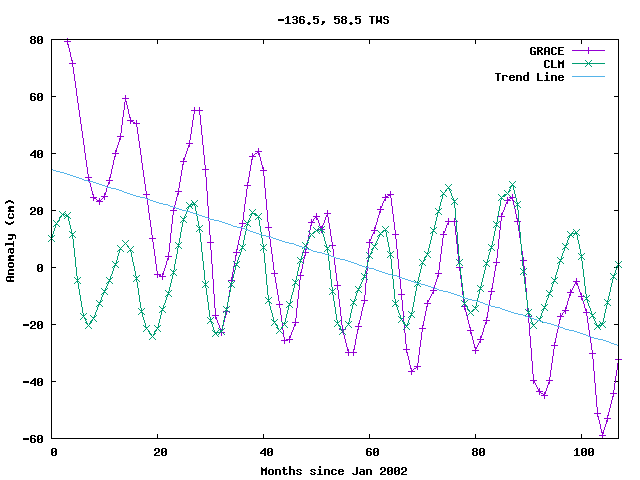 -136.5, 58.5 TWS
GRACE
CLM
Trend Line
80
60
40
20
0
-20
-40
-60
Anomaly (cm)
0 20 40 60 80 100
Months since Jan 2002